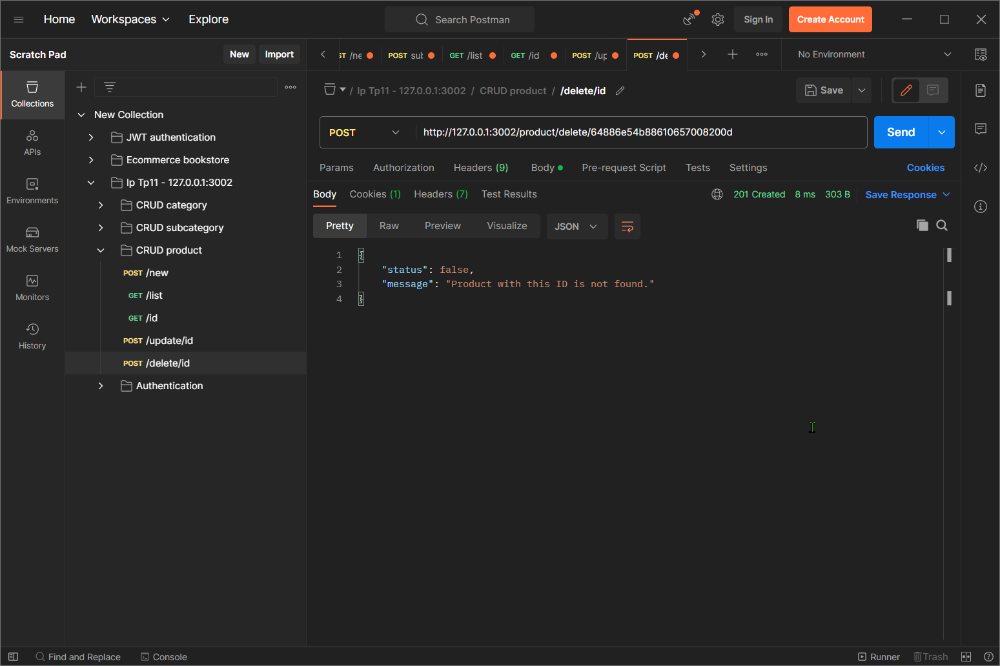 Home Workspaces Explore Search Postman Sign In Create Account
Scratch Pad New Import
ST /ne POST sub GET /list GET /id POST /up POST /de No Environment
Collections
APIs
Environments
Mock Servers
Monitors
History
New Collection
JWT authentication
Ecommerce bookstore
Ip Tp11 - 127.0.0.1:3002
CRUD category
CRUD subcategory
CRUD product
POST /new
GET /list
GET /id
POST /update/id
POST /delete/id
Authentication
/ Ip Tp11 - 127.0.0.1:3002 / CRUD product / /delete/id Save
POST http://127.0.0.1:3002/product/delete/64886e54b88610657008200d Send
Params Authorization Headers (9) Body Pre-request Script Tests Settings Cookies
Body Cookies (1) Headers (7) Test Results 201 Created 8 ms 303 B Save Response
Pretty Raw Preview Visualize JSON
1 {
2 "status": false,
3 "message": "Product with this ID is not found."
4 }
Find and Replace Console Runner Trash